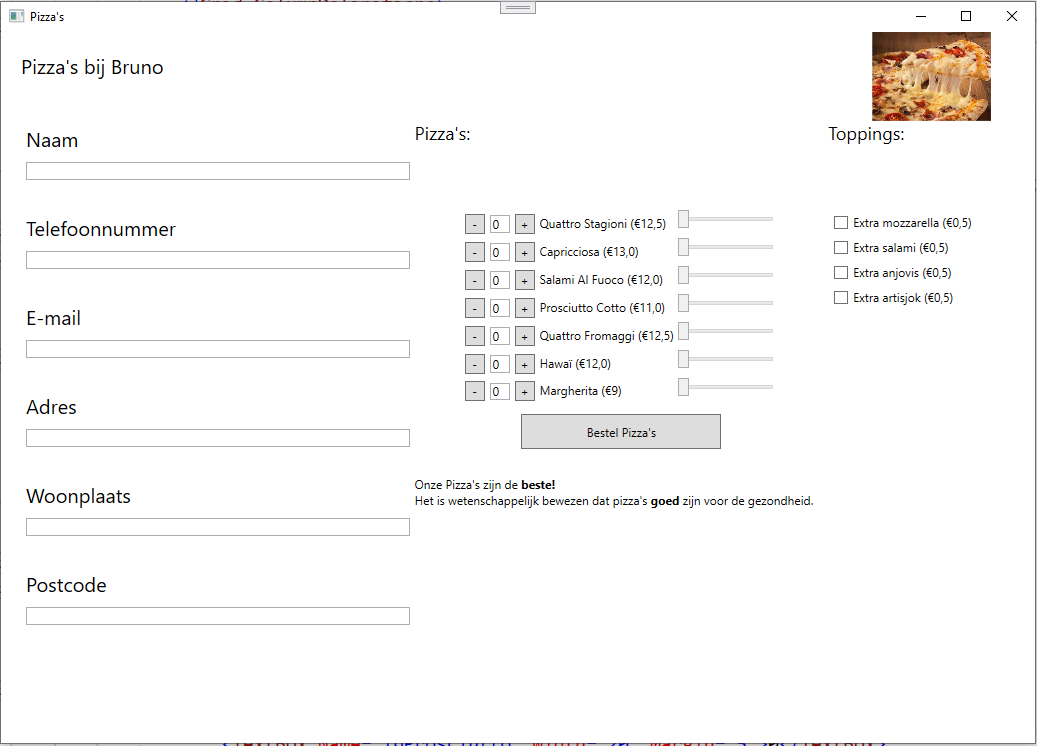 Pizza's
Pizza's bij Bruno
Naam
Telefoonnummer
E-mail
Adres
Woonplaats
Postcode
Pizza's:
- 0 + Quattro Stagioni (€12,5)
- 0 + Capricciosa (€13,0)
- 0 + Salami Al Fuoco (€12,0)
- 0 + Prosciutto Cotto (€11,0)
- 0 + Quattro Fromaggi (€12,5)
- 0 + Hawaï (€12,0)
- 0 + Margherita (€9)
Bestel Pizza's
Onze Pizza's zijn de beste!
Het is wetenschappelijk bewezen dat pizza's goed zijn voor de gezondheid.
Toppings:
Extra mozzarella (€0,5)
Extra salami (€0,5)
Extra anjovis (€0,5)
Extra artisjok (€0,5)